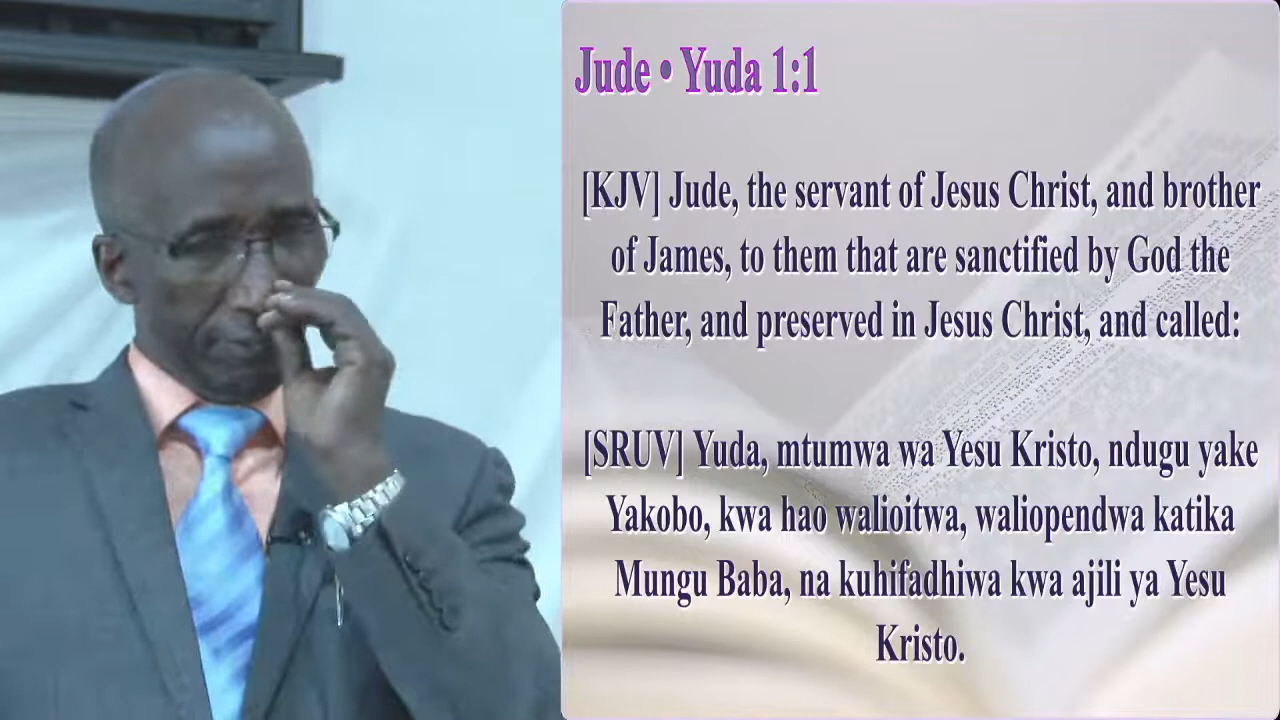 Jude • Yuda 1:1
[KJV] Jude, the servant of Jesus Christ, and brother
of James, to them that are sanctified by God the
Father, and preserved in Jesus Christ, and called:
[SRUV] Yuda, mtumwa wa Yesu Kristo, ndugu yake
Yakobo, kwa hao walioitwa, waliopendwa katika
Mungu Baba, na kuhifadhiwa kwa ajili ya Yesu
Kristo.